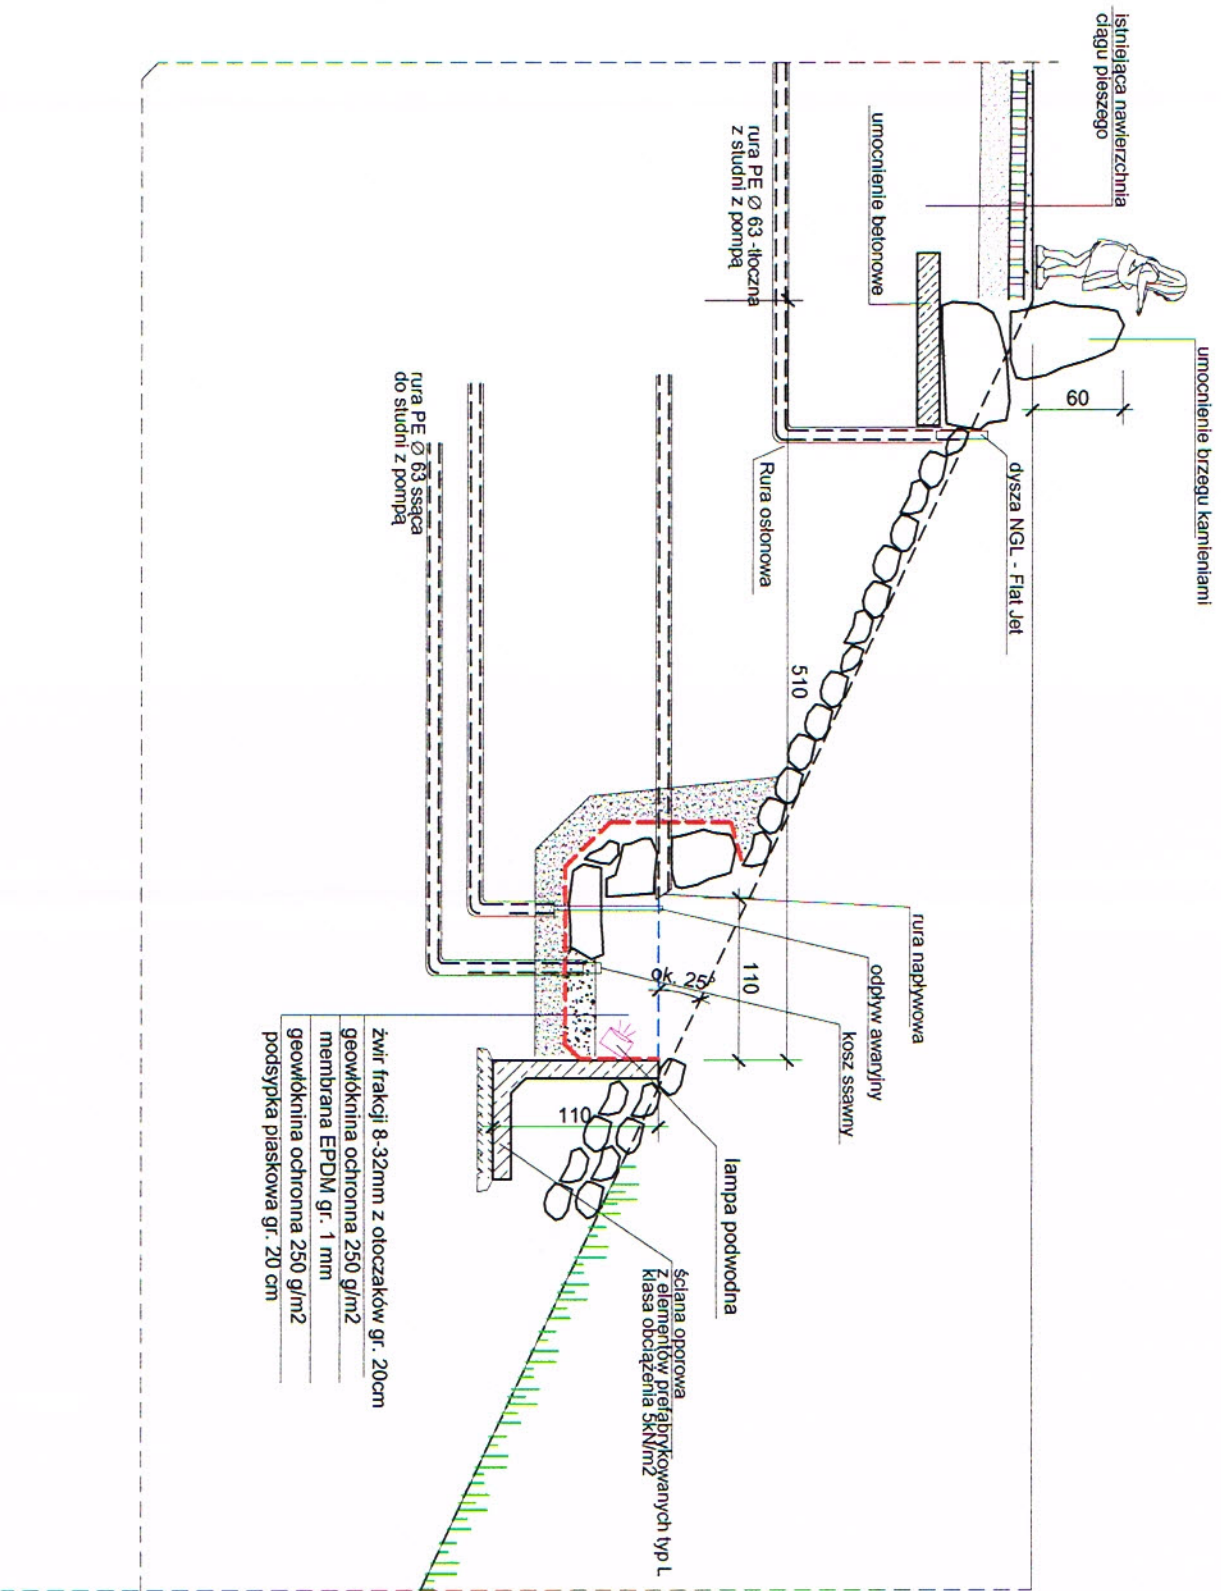 istniejąca nawierzchnia
ciągu pieszego
umocnienie brzegu kamieniami
umocnienie betonowe
60
rura PE Ø 63 -tłoczna
z studni z pompą
dysza NGL - Flat Jet
Rura osłonowa
510
rura PE Ø 63 ssąca
do studni z pompą
rura napływowa
odpływ awaryjny
kosz ssawny
110
ok. 25°
110
lampa podwodna
ściana oporowa
z elementów prefabrykowanych typ L
klasa obciążenia 5kN/m2
żwir frakcji 8-32mm z otoczaków gr. 20cm
geowłóknina ochronna 250 g/m2
membrana EPDM gr. 1 mm
geowłóknina ochronna 250 g/m2
podsypka piaskowa gr. 20 cm